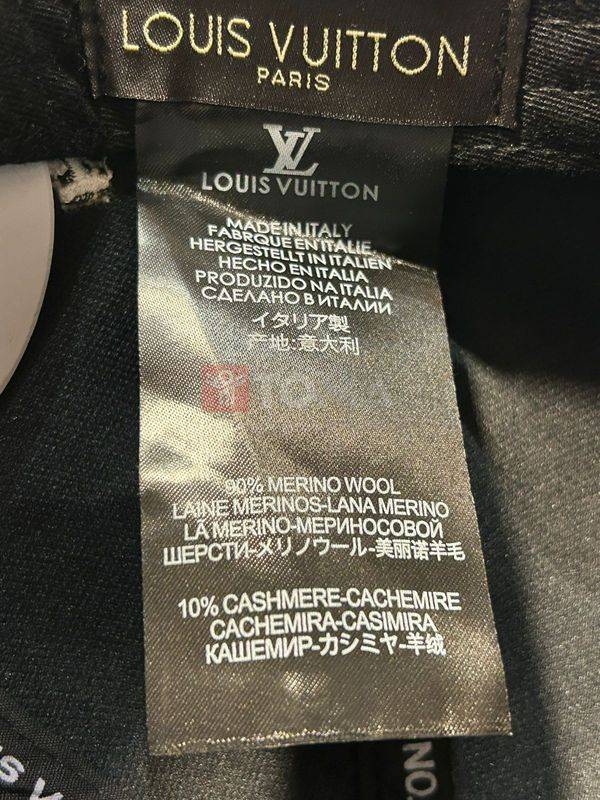 LOUIS VUITTON
PARIS
LV
LOUIS VUITTON
MADE IN ITALY
FABRIQUE EN ITALIE
HERGESTELLT IN ITALIEN
HECHO EN ITALIA
PRODUZIDO NA ITALIA
СДЕЛАНО В ИТАЛИИ
イタリア製
产地:意大利
90% MERINO WOOL
LAINE MERINOS-LANA MERINO
LA MERINO-МЕРИНОСОВОЙ
ШЕРСТИ-メリノウール-美丽诺羊毛
10% CASHMERE-CACHEMIRE
CACHEMIRA-CASIMIRA
КАШЕМИР-カシミヤ-羊绒